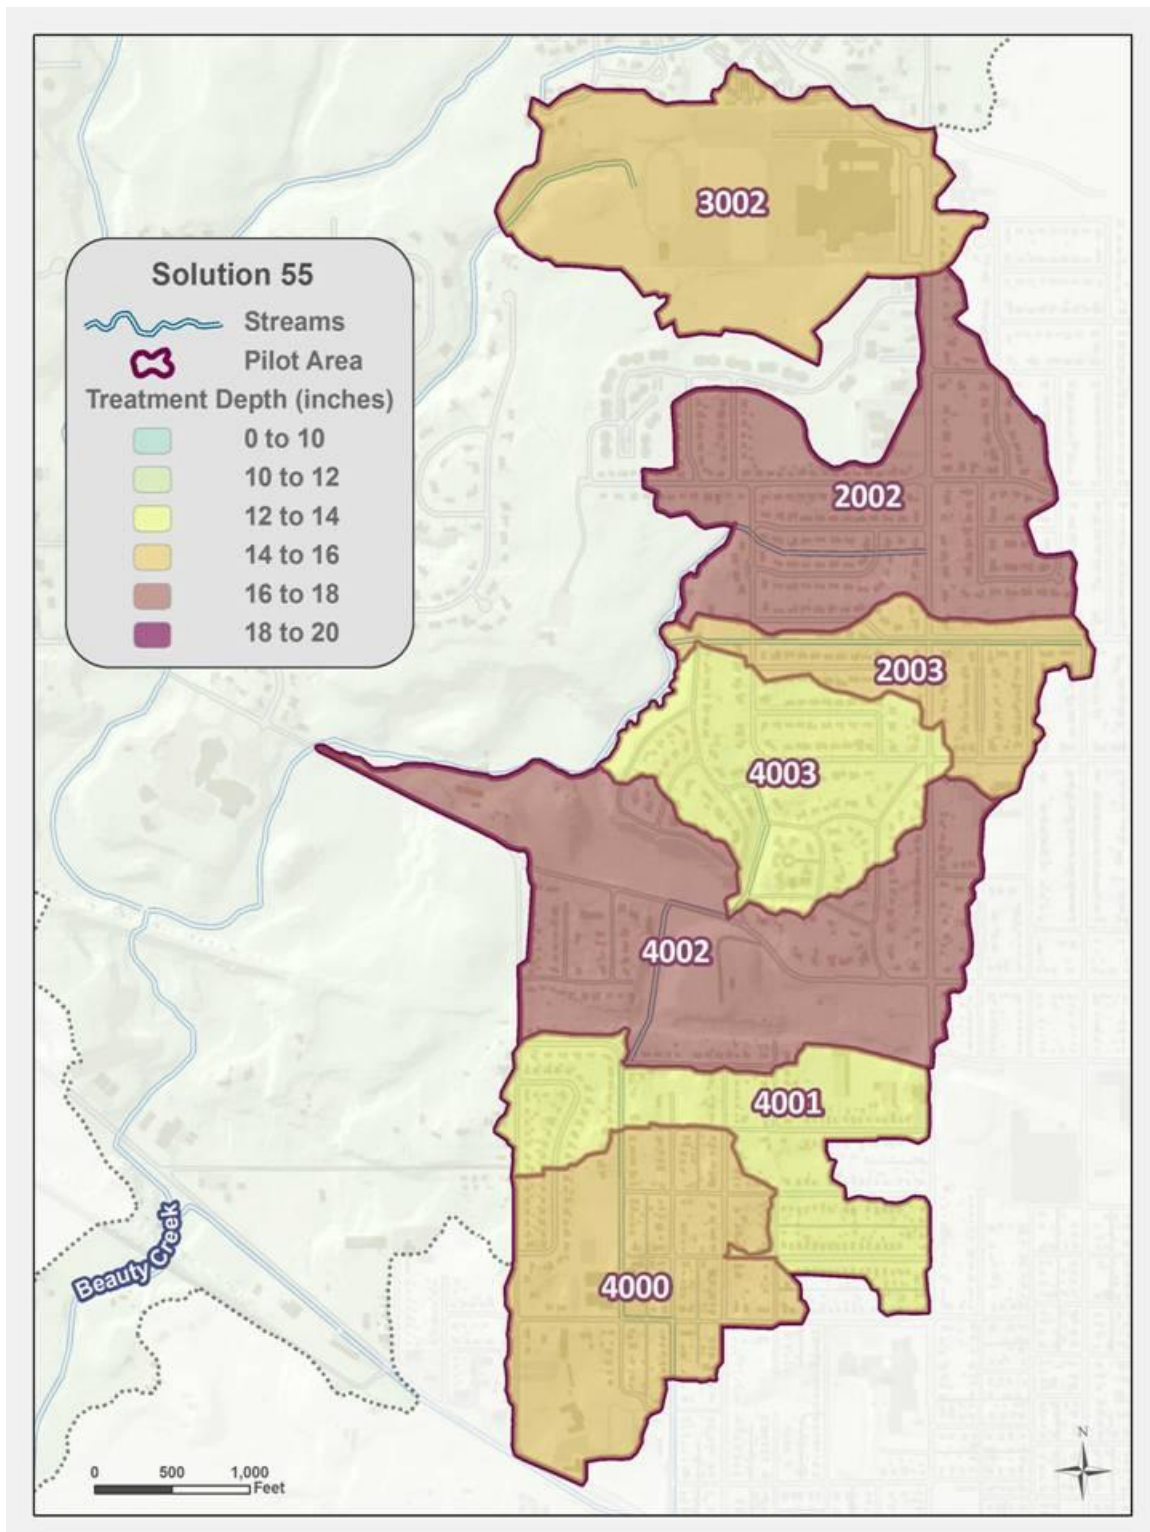 3002
Solution 55
Streams
Pilot Area
Treatment Depth (inches)
0 to 10
10 to 12
12 to 14
14 to 16
16 to 18
18 to 20
2002
2003
4003
4002
4001
4000
Beauty Creek
N
0 500 1,000
Feet